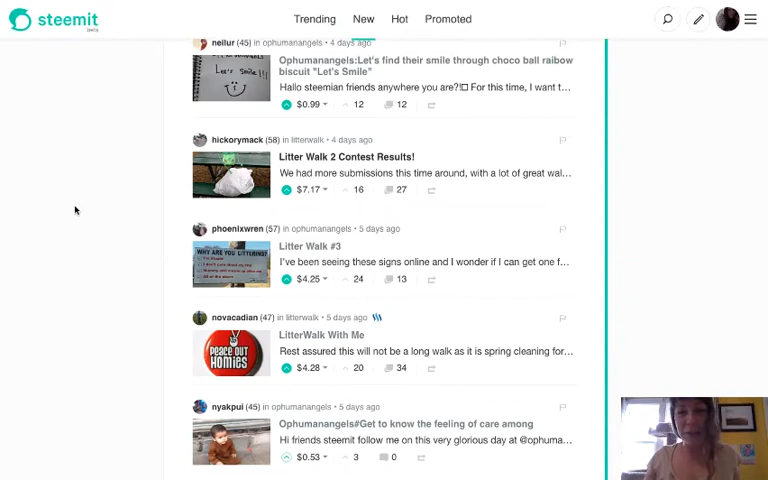 steemit
BETA
Trending New Hot Promoted
neilur (45) in ophumanangels • 4 days ago
Ophumanangels:Let's find their smile through choco ball raibow
biscuit "Let's Smile"
Hallo steemian friends anywhere you are?! For this time, I want t...
$0.99 12 12
Let's Smile!!!
hickorymack (58) in litterwalk • 4 days ago
Litter Walk 2 Contest Results!
We had more submissions this time around, with a lot of great wal...
$7.17 16 27
phoenixwren (57) in ophumanangels • 5 days ago
Litter Walk #3
I've been seeing these signs online and I wonder if I can get one f...
$4.25 24 13
WHY ARE YOU LITTERING?
novacadian (47) in litterwalk • 5 days ago
LitterWalk With Me
Rest assured this will not be a long walk as it is spring cleaning for...
$4.28 20 34
PEACE OUT
HOMIES
nyakpui (45) in ophumanangels • 5 days ago
Ophumanangels#Get to know the feeling of care among
Hi friends steemit follow me on this very glorious day at @ophuma...
$0.53 3 0